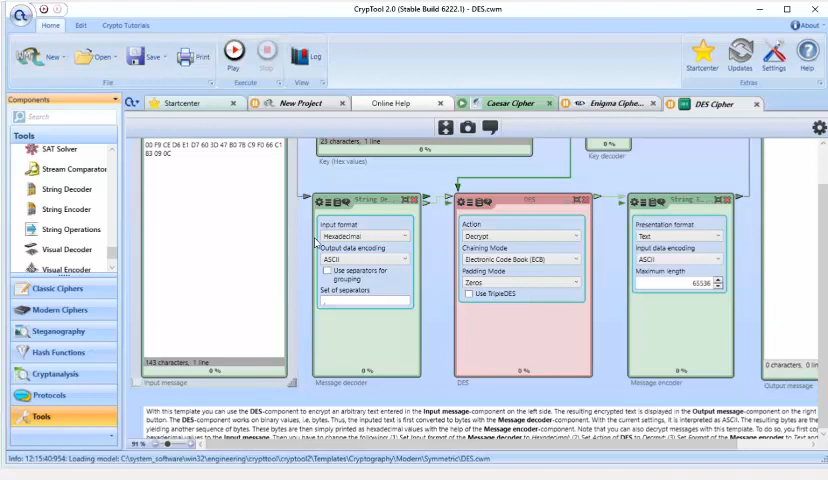 CrypTool 2.0 (Stable Build 6222.1) - DES.cwm
Home
Edit
Crypto Tutorials
About
New
Open
Save
Print
Play
Stop
Log
Startcenter
Updates
Settings
Help
File
Execute
View
Extras
Components
Search
Tools
SAT Solver
Stream Comparator
String Decoder
String Encoder
String Operations
Visual Decoder
Visual Encoder
Classic Ciphers
Modern Ciphers
Steganography
Hash Functions
Cryptanalysis
Protocols
Tools
Startcenter
New Project
Online Help
Caesar Cipher
Enigma Ciphe...
DES Cipher
00 F9 CE D6 E1 D7 60 3D 47 B0 7B C9 F0 66 C1
83 09 0C
143 characters, 1 line
0 %
Input message
23 characters, 1 line
0 %
Key (Hex values)
0 %
Key decoder
String De...
Input format
Hexadecimal
Output data encoding
ASCII
Use separators for
grouping
Set of separators
,
0 %
Message decoder
DES
Action
Decrypt
Chaining Mode
Electronic Code Book (ECB)
Padding Mode
Zeros
Use TripleDES
0 %
DES
Presentation format
Text
Input data encoding
ASCII
Maximum length
65536
0 %
Message encoder
0 characters, 0 lin
Output message
With this template you can use the DES-component to encrypt an arbitrary text entered in the Input message-component on the left side. The resulting encrypted text is displayed in the Output message-component on the right
button. The DES-component works on binary values, i.e. bytes. Thus, the inputed text is first converted to bytes with the Message decoder-component. With the current settings, it is interpreted as ASCII. The resulting bytes are the
yielding another sequence of bytes. These bytes are then simply printed as hexadecimal values with the help of the Message encoder-component. Note that you can also decrypt messages with this template. To do so, you first co
91 %
Info: 12:15:40:954: Loading model: C:\system_software\win32\engineering\crypttool\cryptool2\Templates\Cryptography\Modern\Symmetric\DES.cwm